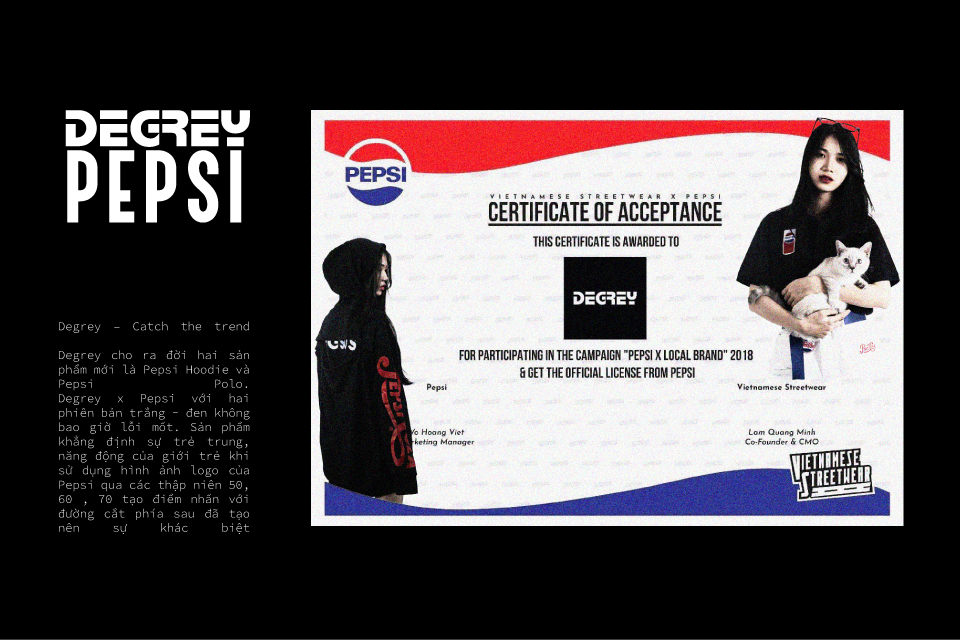 DEGREY
PEPSI
Degrey – Catch the trend
Degrey cho ra đời hai sản
phẩm mới là Pepsi Hoodie và
Pepsi Polo.
Degrey x Pepsi với hai
phiên bản trắng - đen không
bao giờ lỗi mốt. Sản phẩm
khẳng định sự trẻ trung,
năng động của giới trẻ khi
sử dụng hình ảnh logo của
Pepsi qua các thập niên 50,
60 , 70 tạo điểm nhấn với
đường cắt phía sau đã tạo
nên sự khác biệt
PEPSI
VIETNAMESE STREETWEAR X PEPSI
CERTIFICATE OF ACCEPTANCE
THIS CERTIFICATE IS AWARDED TO
DEGREY
FOR PARTICIPATING IN THE CAMPAIGN "PEPSI X LOCAL BRAND" 2018
& GET THE OFFICIAL LICENSE FROM PEPSI
Pepsi
Vietnamese Streetwear
Vo Hoang Viet
rketing Manager
Lam Quang Minh
Co-Founder & CMO
VIETNAMESE
STREETWEAR